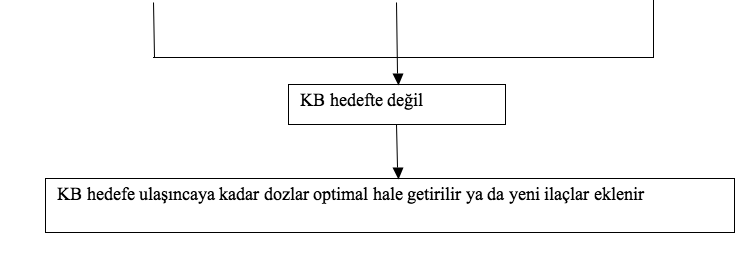 KB hedefte değil
KB hedefe ulaşıncaya kadar dozlar optimal hale getirilir ya da yeni ilaçlar eklenir